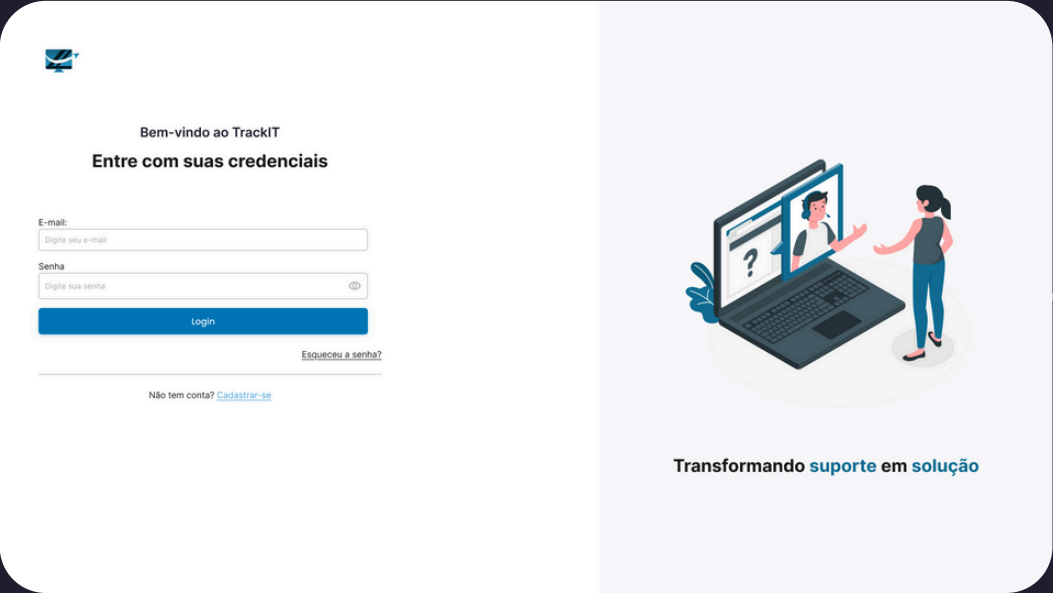 Bem-vindo ao TrackIT
Entre com suas credenciais
E-mail:
Digite seu e-mail
Senha
Digite sua senha
Login
Esqueceu a senha?
Não tem conta? Cadastrar-se
?
Transformando suporte em solução